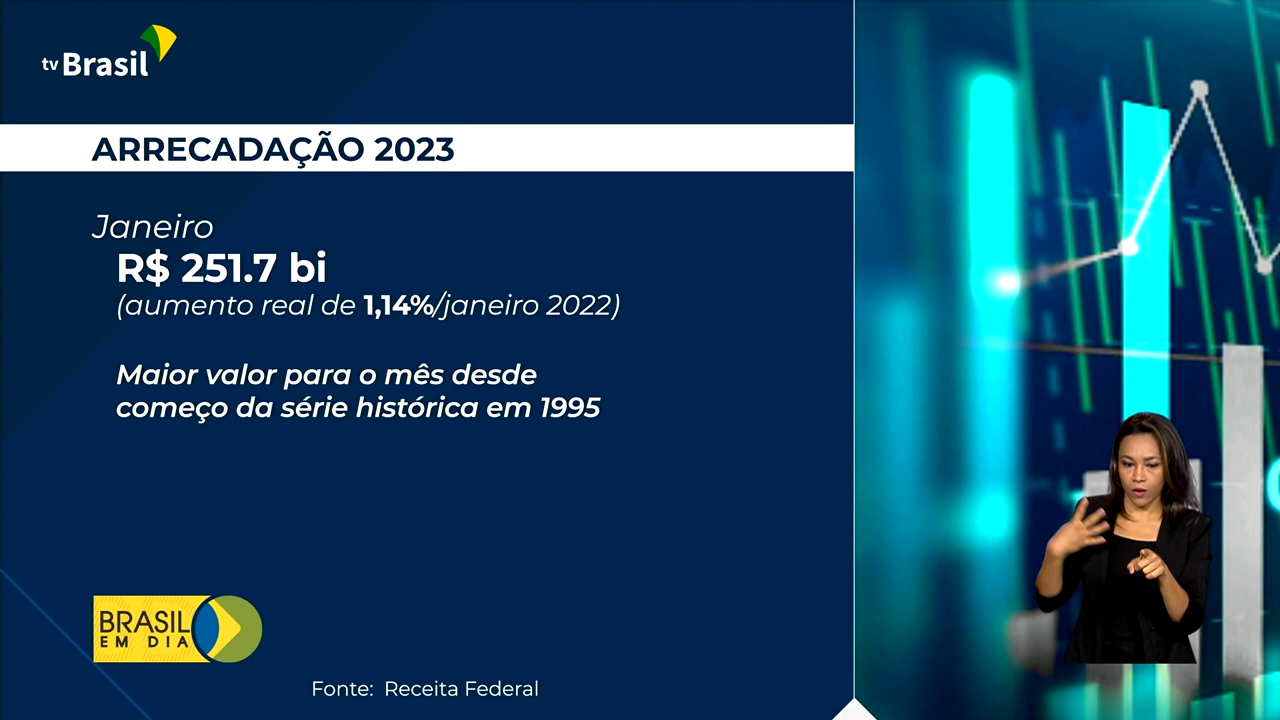 tv Brasil
ARRECADAÇÃO 2023
Janeiro
R$ 251.7 bi
(aumento real de 1,14%/janeiro 2022)
Maior valor para o mês desde
começo da série histórica em 1995
BRASIL
EM DIA
Fonte: Receita Federal